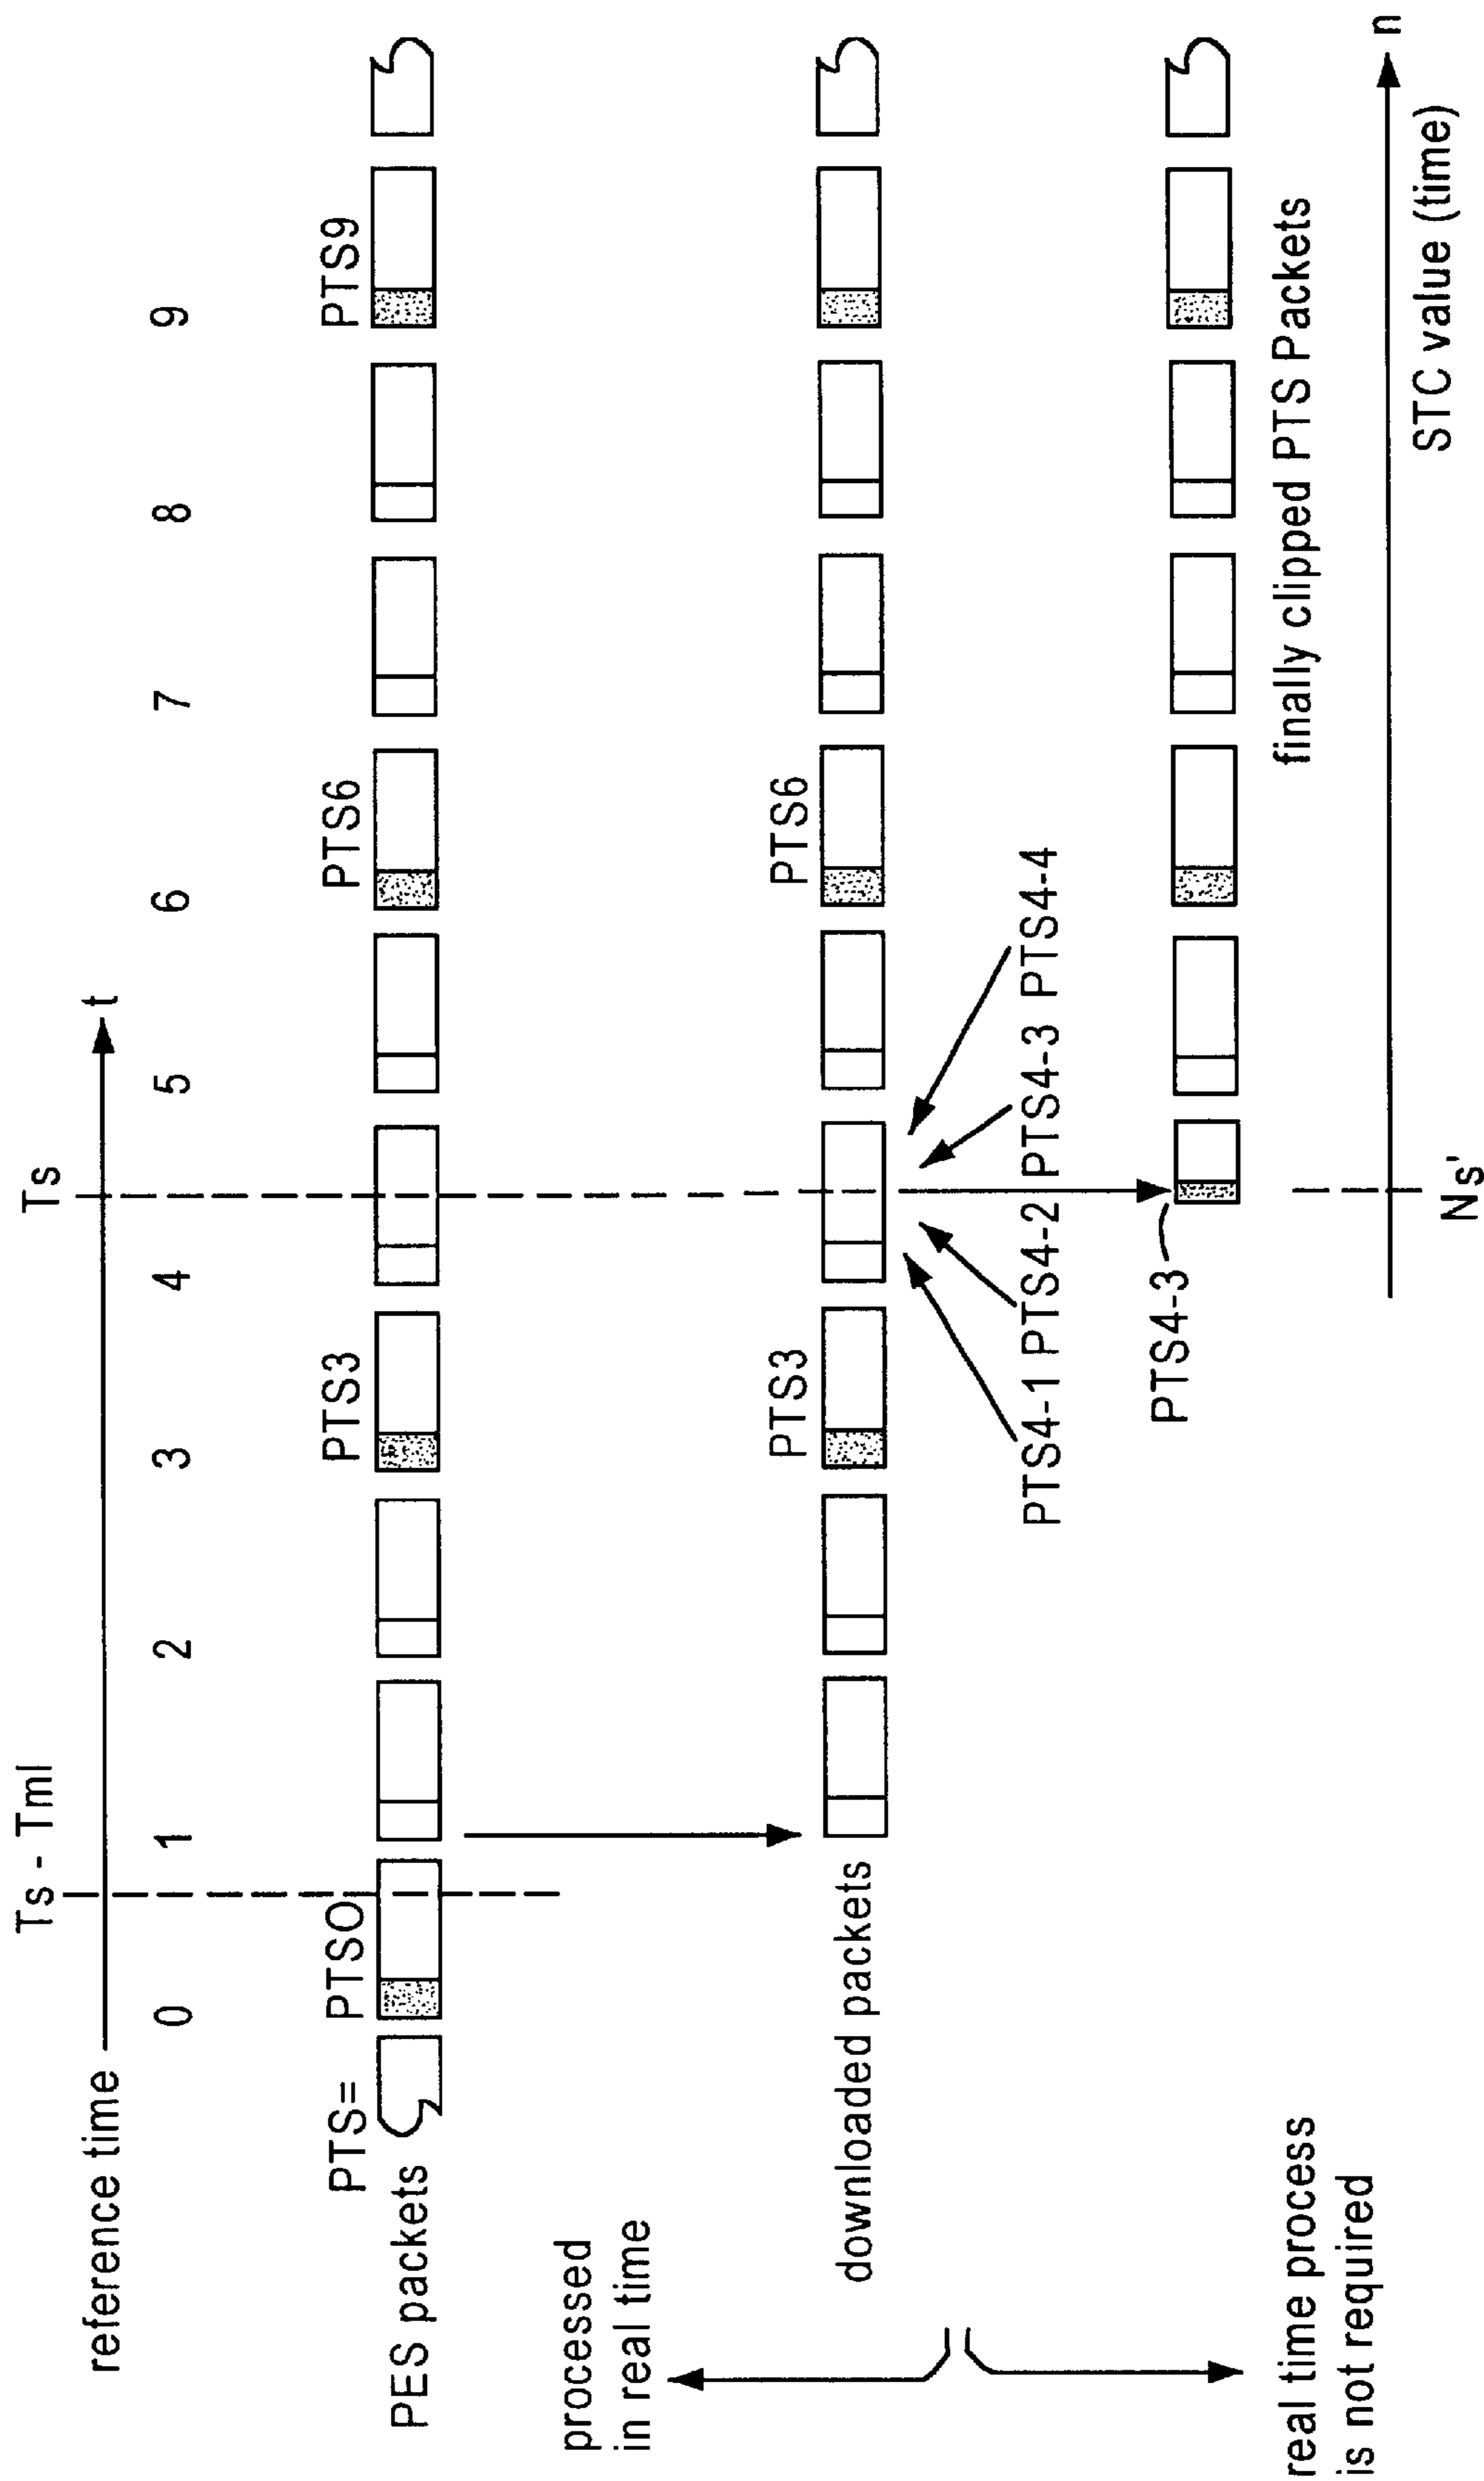 Ts - Tml
Ts
reference time
t
0 1 2 3 4 5 6 7 8 9
PTS= PTS0 PTS3 PTS6 PTS9
PES packets
processed
in real time
PTS3 PTS6
downloaded packets
PTS4-1 PTS4-2 PTS4-3 PTS4-4
PTS4-3
finally clipped PTS Packets
real time process
is not required
n
STC value (time)
Ns'